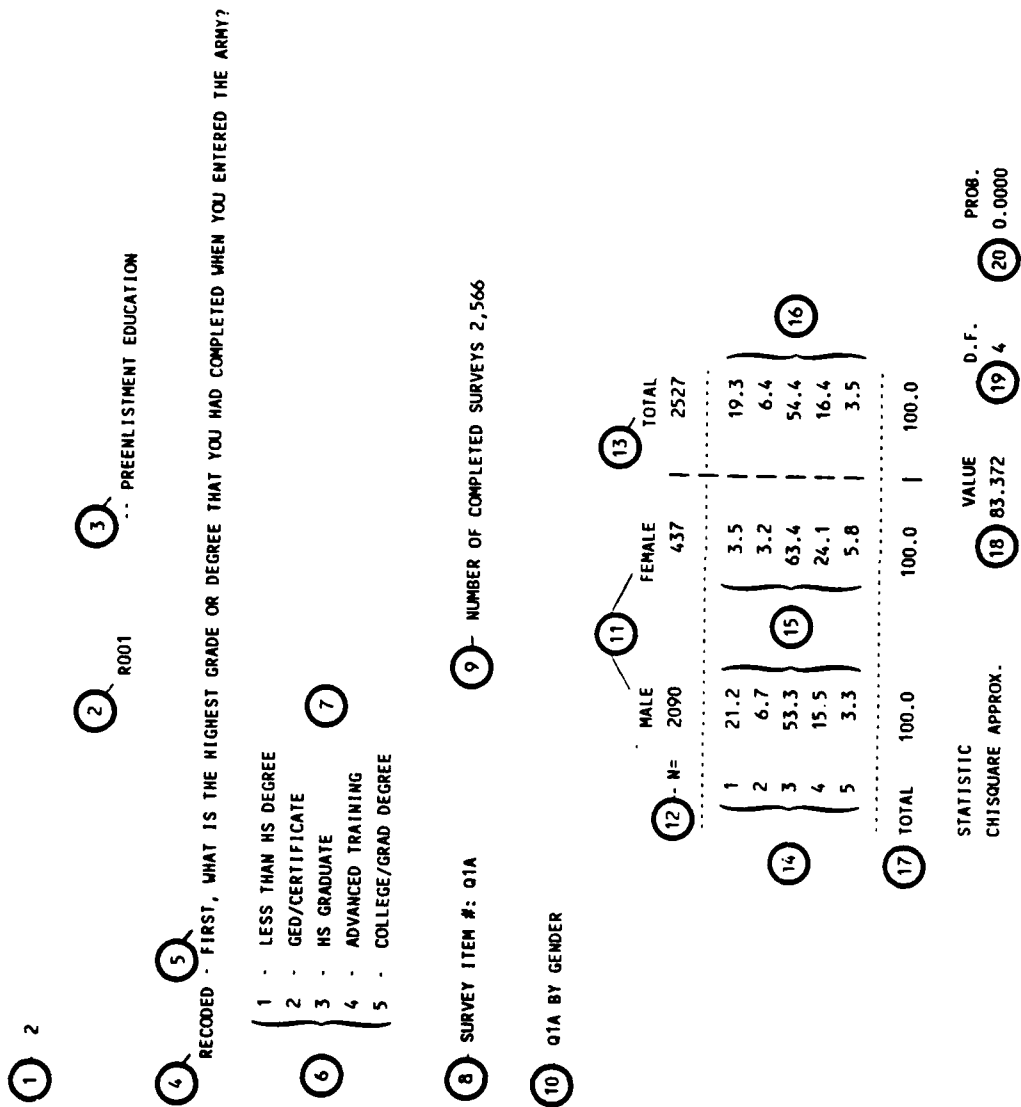 1 2
2 3
R001 -- PREENLISTMENT EDUCATION
4 5
RECODED - FIRST, WHAT IS THE HIGHEST GRADE OR DEGREE THAT YOU HAD COMPLETED WHEN YOU ENTERED THE ARMY?
1 - LESS THAN HS DEGREE
2 - GED/CERTIFICATE
6 3 - HS GRADUATE 7
4 - ADVANCED TRAINING
5 - COLLEGE/GRAD DEGREE
8 SURVEY ITEM #: Q1A 9 NUMBER OF COMPLETED SURVEYS 2,566
10 Q1A BY GENDER
11 13
MALE FEMALE TOTAL
12 -- N= 2090 437 | 2527
1 21.2 3.5 | 19.3
2 6.7 3.2 | 6.4
14 3 53.3 15 63.4 | 54.4 16
4 15.5 24.1 | 16.4
5 3.3 5.8 | 3.5
17 TOTAL 100.0 100.0 | 100.0
STATISTIC VALUE D.F. PROB.
CHISQUARE APPROX. 18 83.372 19 4 20 0.0000